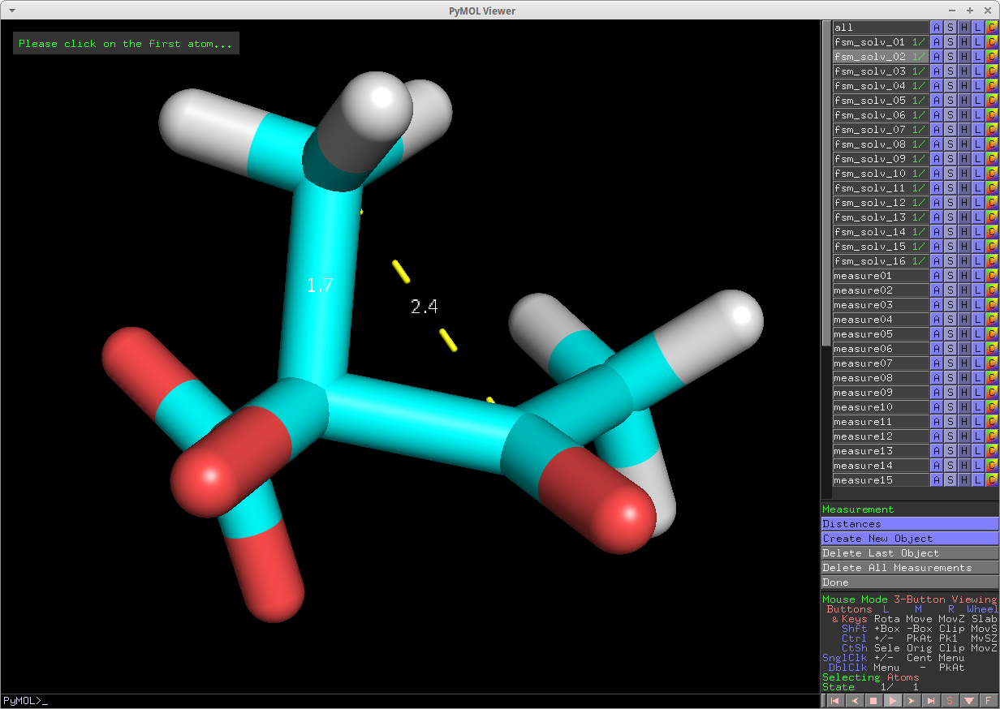 PyMOL Viewer
Please click on the first atom...
1.7
2.4
all A S H L C
fsm_solv_01 1/ A S H L C
fsm_solv_02 1/ A S H L C
fsm_solv_03 1/ A S H L C
fsm_solv_04 1/ A S H L C
fsm_solv_05 1/ A S H L C
fsm_solv_06 1/ A S H L C
fsm_solv_07 1/ A S H L C
fsm_solv_08 1/ A S H L C
fsm_solv_09 1/ A S H L C
fsm_solv_10 1/ A S H L C
fsm_solv_11 1/ A S H L C
fsm_solv_12 1/ A S H L C
fsm_solv_13 1/ A S H L C
fsm_solv_14 1/ A S H L C
fsm_solv_15 1/ A S H L C
fsm_solv_16 1/ A S H L C
measure01 A S H L C
measure02 A S H L C
measure03 A S H L C
measure04 A S H L C
measure05 A S H L C
measure06 A S H L C
measure07 A S H L C
measure08 A S H L C
measure09 A S H L C
measure10 A S H L C
measure11 A S H L C
measure12 A S H L C
measure13 A S H L C
measure14 A S H L C
measure15 A S H L C
Measurement
Distances
Create New Object
Delete Last Object
Delete All Measurements
Done
Mouse Mode 3-Button Viewing
Buttons L M R Wheel
& Keys Rota Move MovZ Slab
Shft +Box -Box Clip MovS
Ctrl +/- PkAt Pk1 MvSZ
CtSh Sele Orig Clip MovZ
SnglClk +/- Cent Menu
DblClk Menu - PkAt
Selecting Atoms
State 1/ 1
S F
PyMOL>_